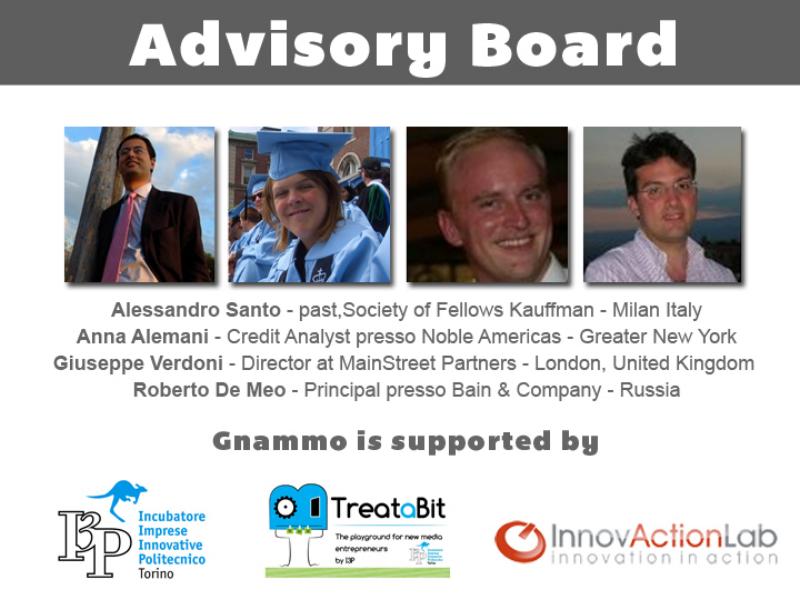 Advisory Board
Alessandro Santo - past,Society of Fellows Kauffman - Milan Italy
Anna Alemani - Credit Analyst presso Noble Americas - Greater New York
Giuseppe Verdoni - Director at MainStreet Partners - London, United Kingdom
Roberto De Meo - Principal presso Bain & Company - Russia
Gnammo is supported by
I3P
Incubatore
Imprese
Innovative
Politecnico
Torino
TreataBit
The playground for new media
entrepreneurs
by I3P
InnovActionLab
innovation in action